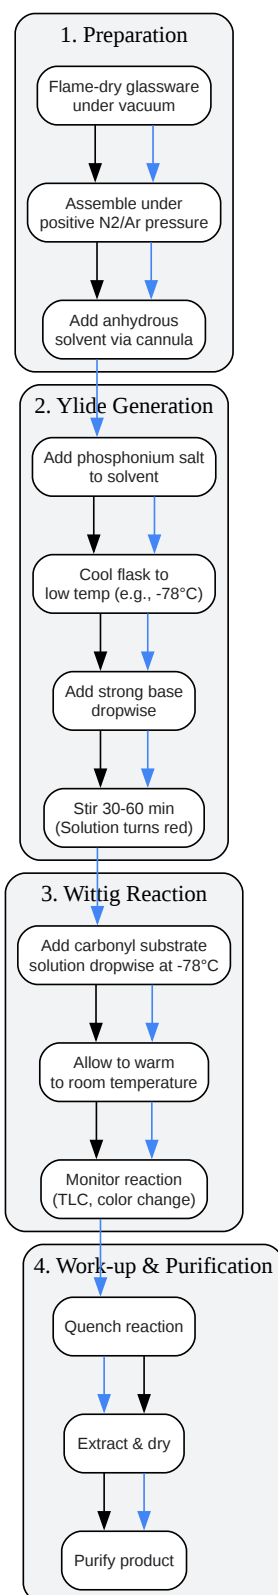 1. Preparation
Flame-dry glassware
under vacuum
Assemble under
positive N2/Ar pressure
Add anhydrous
solvent via cannula
2. Ylide Generation
Add phosphonium salt
to solvent
Cool flask to
low temp (e.g., -78°C)
Add strong base
dropwise
Stir 30-60 min
(Solution turns red)
3. Wittig Reaction
Add carbonyl substrate
solution dropwise at -78°C
Allow to warm
to room temperature
Monitor reaction
(TLC, color change)
4. Work-up & Purification
Quench reaction
Extract & dry
Purify product